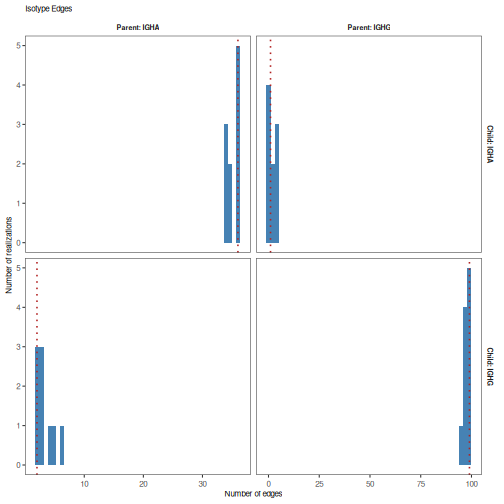 Isotype Edges
Parent: IGHA
Parent: IGHG
5
4
3
2
1
0
Child: IGHA
5
4
3
2
1
0
Child: IGHG
Number of realizations
10
20
30
0
25
50
75
100
Number of edges